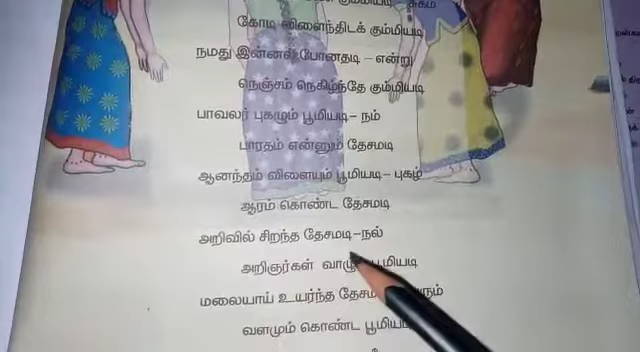 கும்மியடி சுகம்
கோடி விளைந்திடக் கும்மியடி
நமது இன்னல் போனதடி – என்று
நெஞ்சம் நெகிழ்ந்தே கும்மியடி
பாவலர் புகழும் பூமியடி – நம்
பாரதம் என்னும் தேசமடி
ஆனந்தம் விளையும் பூமியடி – புகழ்
ஆரம் கொண்ட தேசமடி
அறிவில் சிறந்த தேசமடி – நல்
அறிஞர்கள் வாழும் பூமியடி
மலையாய் உயர்ந்த
வளமும் கொண்ட